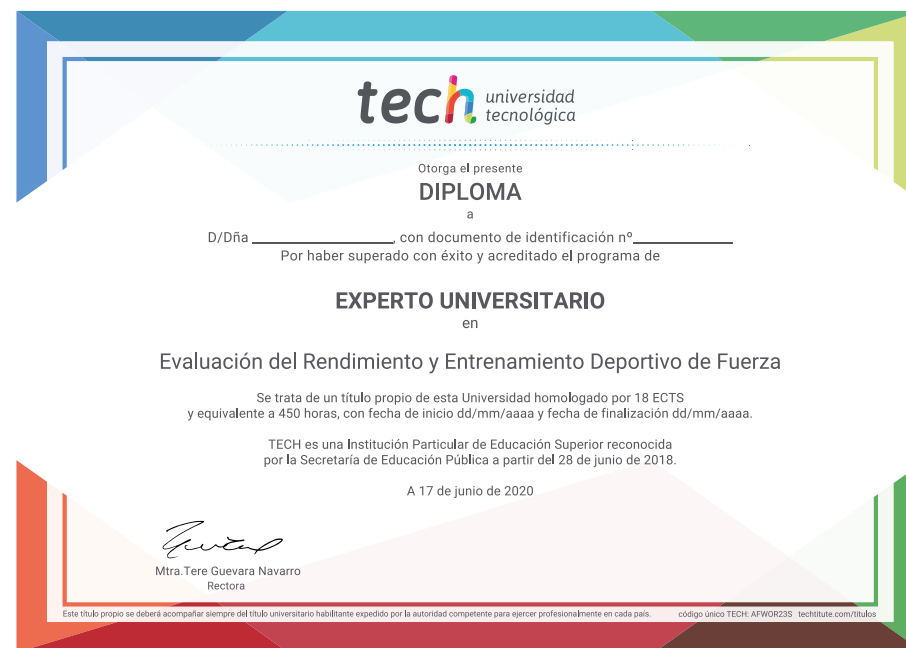 tech universidad
tecnológica
Otorga el presente
DIPLOMA
a
D/Dña ____________________, con documento de identificación nº______________
Por haber superado con éxito y acreditado el programa de
EXPERTO UNIVERSITARIO
en
Evaluación del Rendimiento y Entrenamiento Deportivo de Fuerza
Se trata de un título propio de esta Universidad homologado por 18 ECTS
y equivalente a 450 horas, con fecha de inicio dd/mm/aaaa y fecha de finalización dd/mm/aaaa.
TECH es una Institución Particular de Educación Superior reconocida
por la Secretaría de Educación Pública a partir del 28 de junio de 2018.
A 17 de junio de 2020
Mtra.Tere Guevara Navarro
Rectora
Este título propio se deberá acompañar siempre del título universitario habilitante expedido por la autoridad competente para ejercer profesionalmente en cada país. código único TECH: AFWOR23S techtitute.com/titulos